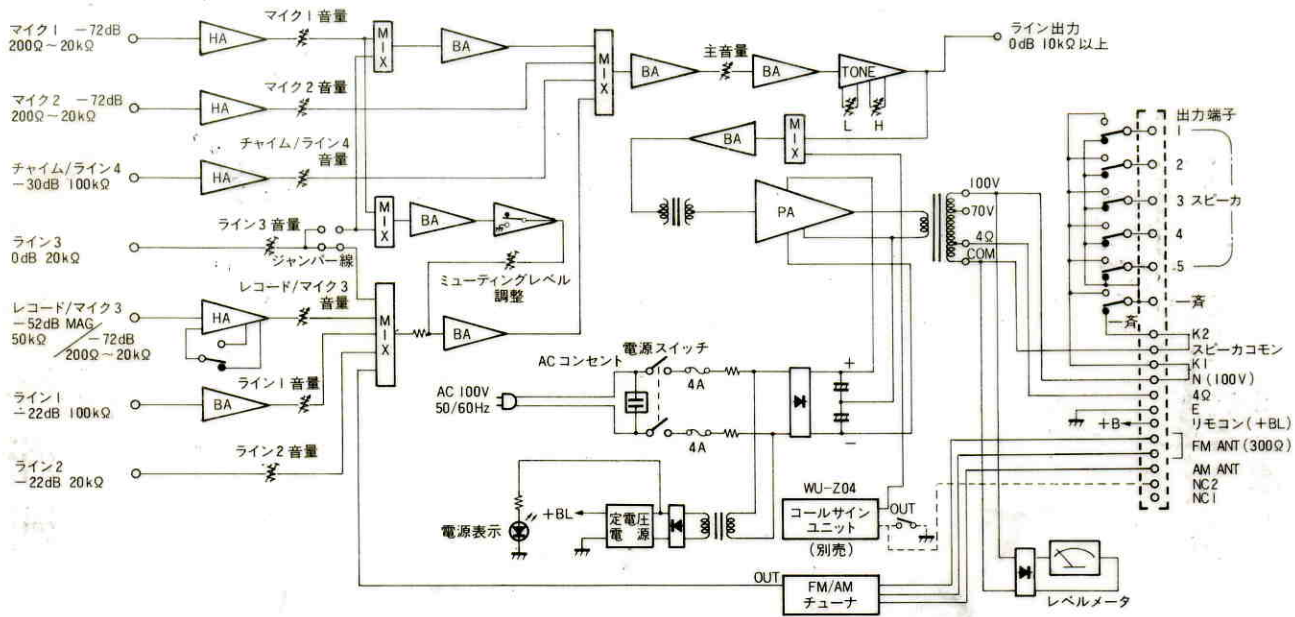 マイク1 −72dB
200Ω～20kΩ
HA
マイク1音量
MIX
BA
MIX
BA
主音量
BA
TONE
L
H
ライン出力
0dB 10kΩ以上
マイク2 −72dB
200Ω～20kΩ
HA
マイク2音量
チャイム/ライン4
−30dB 100kΩ
HA
チャイム/ライン4
音量
MIX
BA
BA
MIX
ライン3
0dB 20kΩ
ライン3音量
ジャンパー線
ミューティングレベル
調整
レコード/マイク3
−52dB MAG
50kΩ
−72dB
200Ω～20kΩ
HA
レコード/マイク3
音量
MIX
BA
ライン1
−22dB 100kΩ
BA
ライン1音量
ライン2
−22dB 20kΩ
ライン2音量
PA
100V
70V
4Ω
COM
ACコンセント
電源スイッチ
AC 100V
50/60Hz
4A
4A
+
−
電源表示
+BL
定電圧
電源
WU-Z04
コールサイン
ユニット
(別売)
OUT
OUT
FM/AM
チューナ
レベルメータ
出力端子
1
2
3 スピーカ
4
5
一斉
一斉
K2
スピーカコモン
K1
N(100V)
4Ω
E
+B
リモコン(+BL)
FM ANT(300Ω)
AM ANT
NC2
NC1